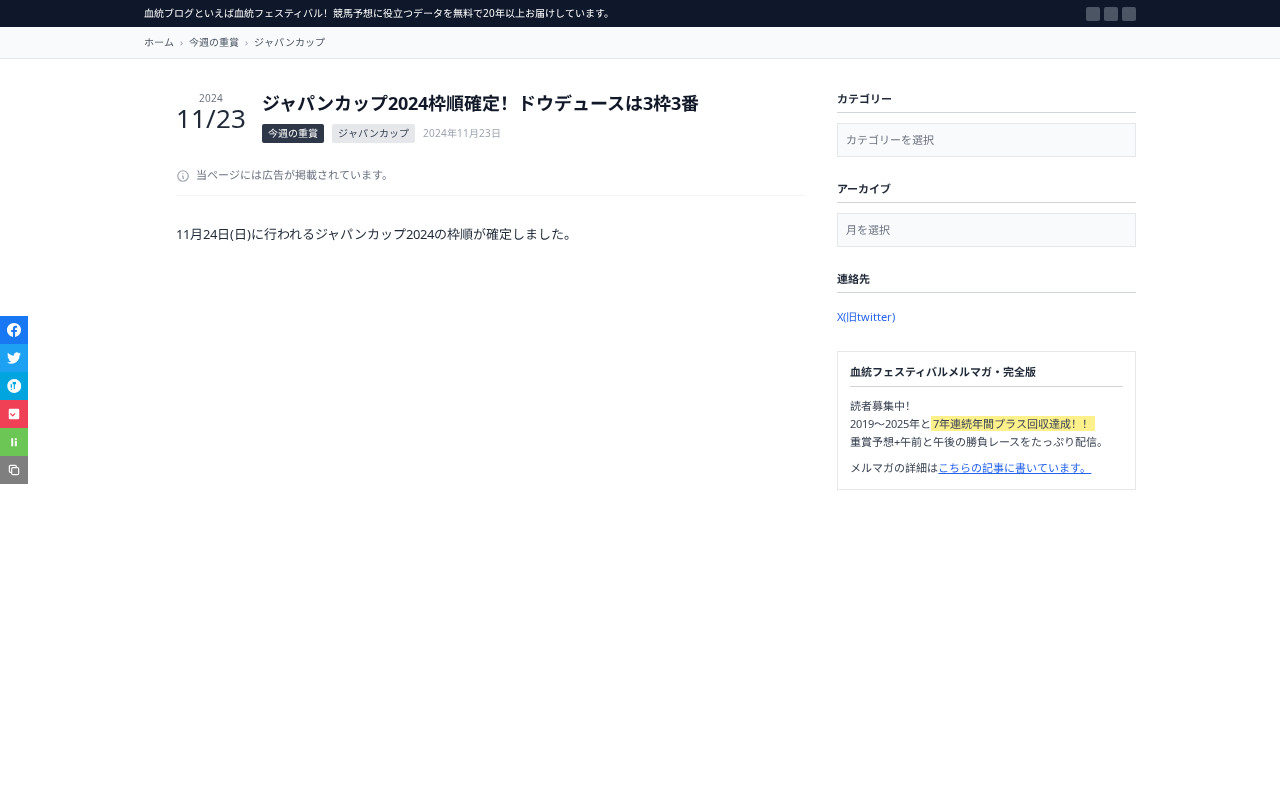 血統ブログといえば血統フェスティバル！競馬予想に役立つデータを無料で20年以上お届けしています。
ホーム › 今週の重賞 › ジャパンカップ
2024
11/23
ジャパンカップ2024枠順確定！ドウデュースは3枠3番
今週の重賞 ジャパンカップ 2024年11月23日
当ページには広告が掲載されています。
11月24日(日)に行われるジャパンカップ2024の枠順が確定しました。
カテゴリー
カテゴリーを選択
アーカイブ
月を選択
連絡先
X(旧twitter)
血統フェスティバルメルマガ・完全版
読者募集中！
2019〜2025年と7年連続年間プラス回収達成！！
重賞予想+午前と午後の勝負レースをたっぷり配信。
メルマガの詳細はこちらの記事に書いています。